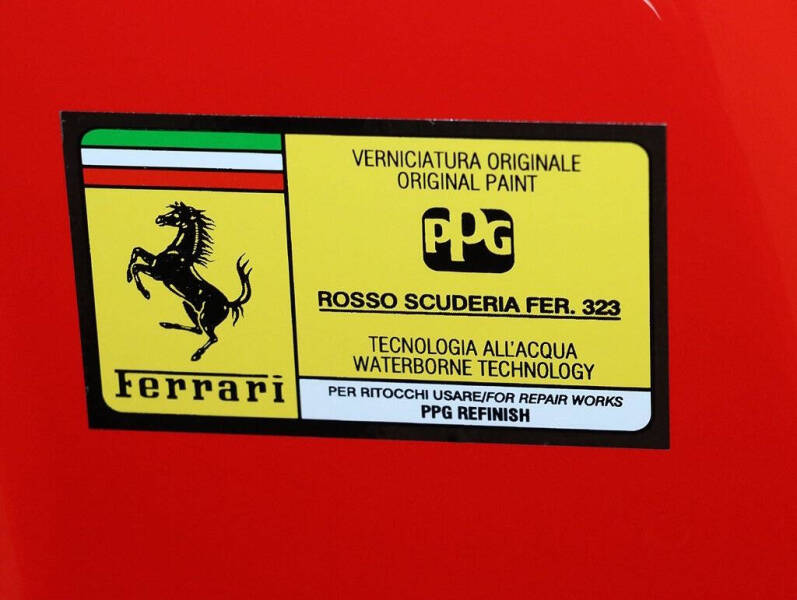 Ferrari
VERNICIATURA ORIGINALE
ORIGINAL PAINT
PPG
ROSSO SCUDERIA FER. 323
TECNOLOGIA ALL'ACQUA
WATERBORNE TECHNOLOGY
PER RITOCCHI USARE/FOR REPAIR WORKS
PPG REFINISH